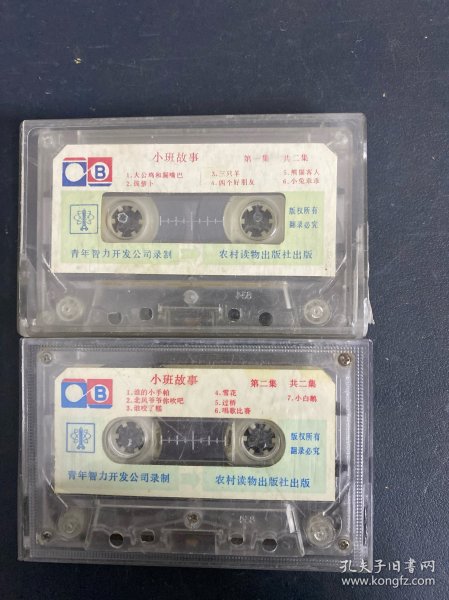 小班故事 第一集 共二集
1.大公鸡和漏嘴巴 3.三只羊 5.熊猫客人
2.拔萝卜 4.四个好朋友 6.小兔乖乖
B
版权所有
翻录必究
青年智力开发公司录制 农村读物出版社出版
小班故事 第二集 共二集
1.谁的小手帕 4.雪花
2.北风爷爷你吹吧 5.过桥 7.小白鹅
3.谁咬了糕 6.唱歌比赛
B
版权所有
翻录必究
青年智力开发公司录制 农村读物出版社出版
孔夫子旧书网
www.kongfz.com